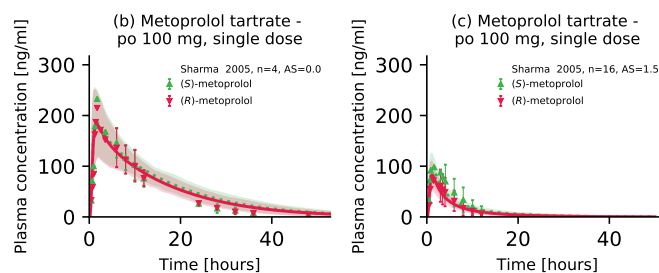 (b) Metoprolol tartrate -
po 100 mg, single dose
Plasma concentration [ng/ml]
300
200
100
0
Sharma 2005, n=4, AS=0.0
(S)-metoprolol
(R)-metoprolol
0 20 40
Time [hours]
(c) Metoprolol tartrate -
po 100 mg, single dose
Plasma concentration [ng/ml]
300
200
100
0
Sharma 2005, n=16, AS=1.5
(S)-metoprolol
(R)-metoprolol
0 20 40
Time [hours]